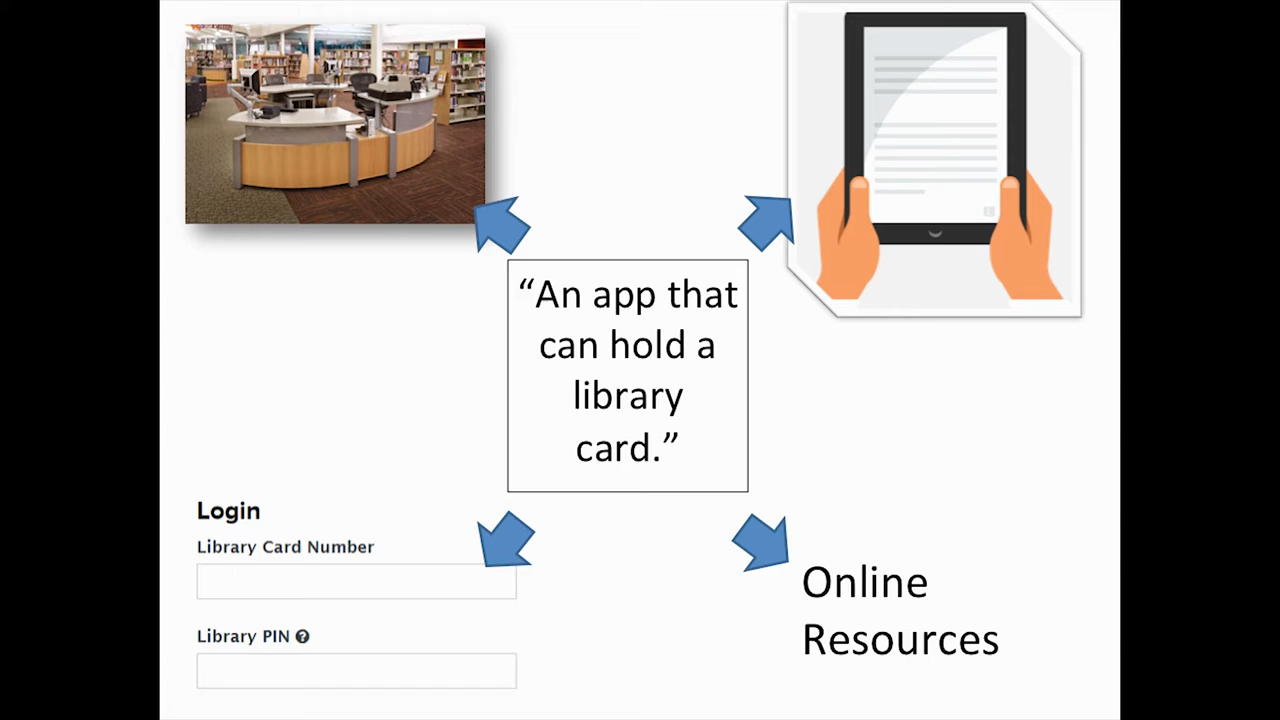 “An app that
can hold a
library
card.”
Login
Library Card Number
Library PIN
Online
Resources